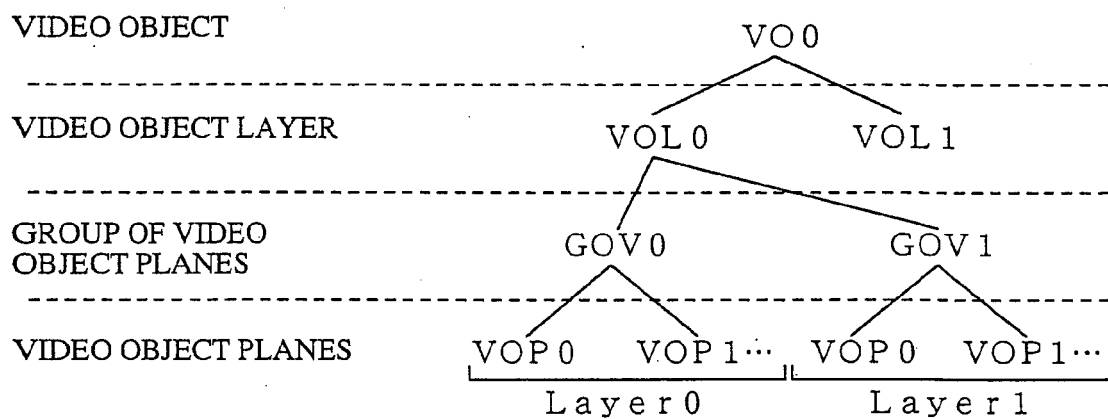 VIDEO OBJECT
VO0
VIDEO OBJECT LAYER
VOL0 VOL1
GROUP OF VIDEO
OBJECT PLANES
GOV0 GOV1
VIDEO OBJECT PLANES
VOP0 VOP1... VOP0 VOP1...
Layer0 Layer1